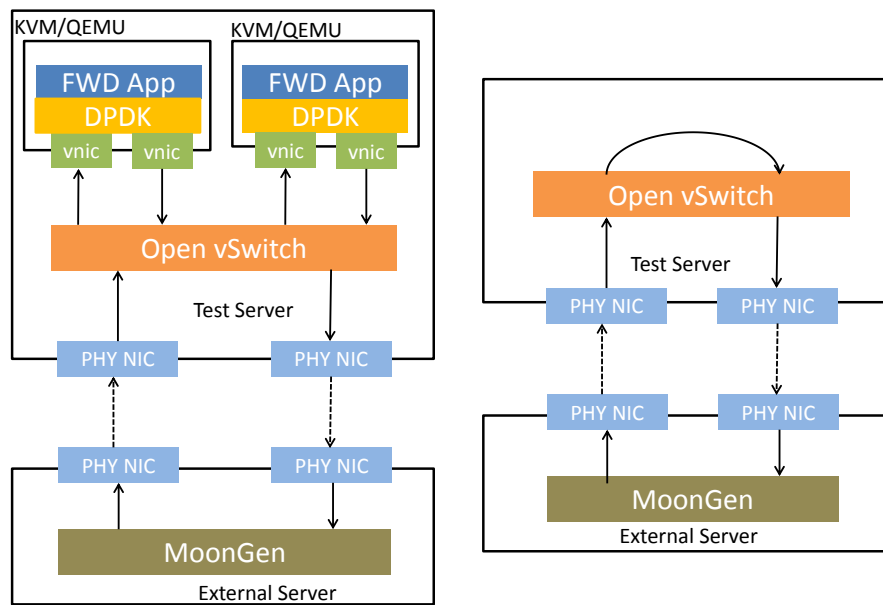 KVM/QEMU
FWD App
DPDK
vnic
vnic
KVM/QEMU
FWD App
DPDK
vnic
vnic
Open vSwitch
Test Server
PHY NIC
PHY NIC
PHY NIC
PHY NIC
MoonGen
External Server
Open vSwitch
Test Server
PHY NIC
PHY NIC
PHY NIC
PHY NIC
MoonGen
External Server